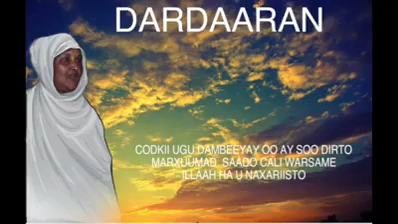 DARDAARAN
CODKII UGU DAMBEEYAY OO AY SOO DIRTO
MARXUUMAD SAADO CALI WARSAME
ILLAAH HA U NAXARIISTO